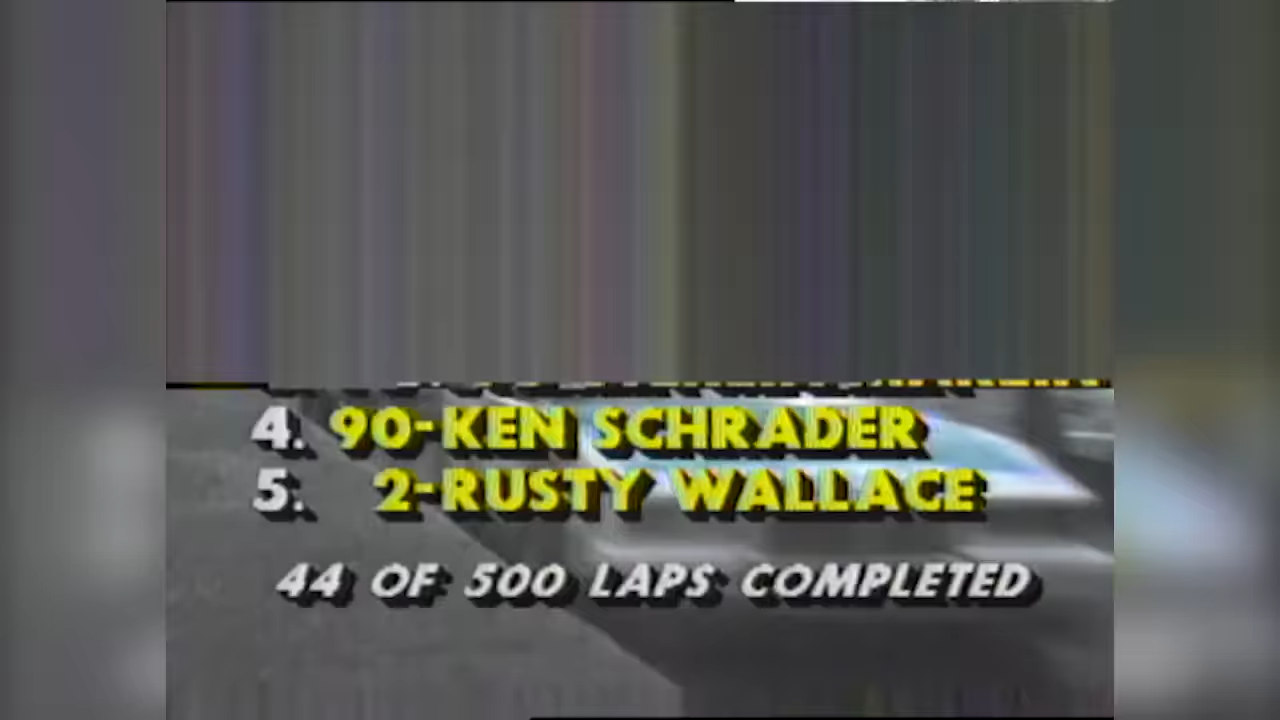 4. 90-KEN SCHRADER
5. 2-RUSTY WALLACE
44 OF 500 LAPS COMPLETED